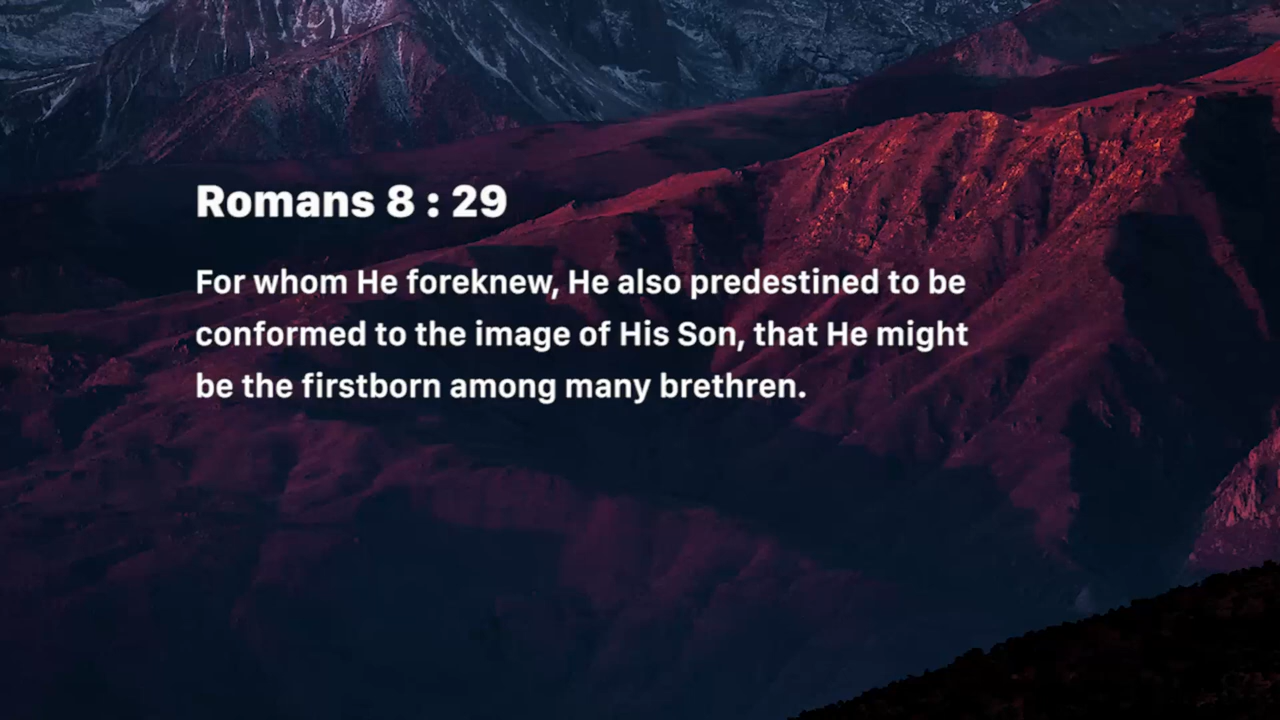 Romans 8 : 29
For whom He foreknew, He also predestined to be
conformed to the image of His Son, that He might
be the firstborn among many brethren.